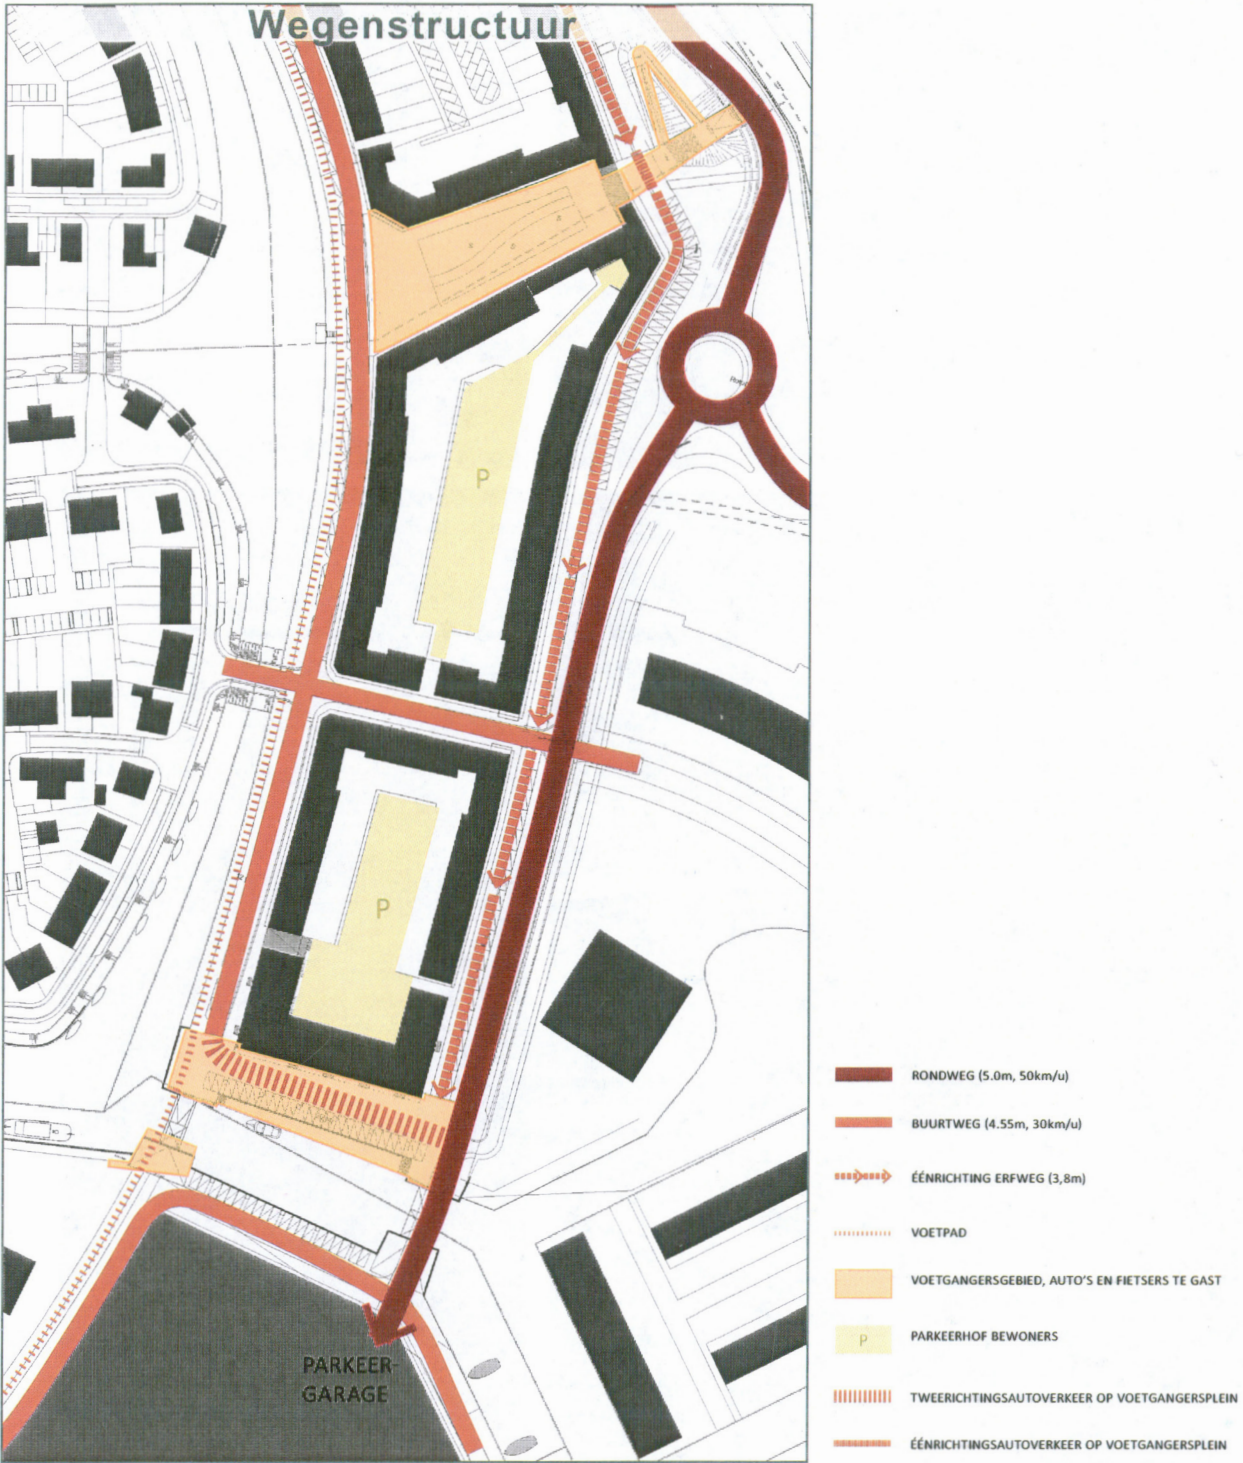 Wegenstructuur
P
P
PARKEER-
GARAGE
RONDWEG (5.0m, 50km/u)
BUURTWEG (4.55m, 30km/u)
ÉÉNRICHTING ERFWEG (3,8m)
VOETPAD
VOETGANGERSGEBIED, AUTO'S EN FIETSERS TE GAST
P PARKEERHOF BEWONERS
TWEERICHTINGSAUTOVERKEER OP VOETGANGERSPLEIN
ÉÉNRICHTINGSAUTOVERKEER OP VOETGANGERSPLEIN